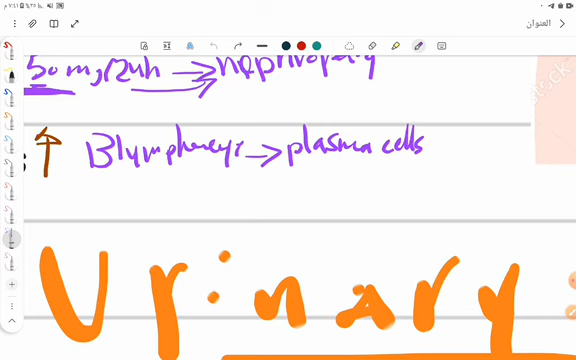 العنوان
50 mg/24h → nephropathy
↑ B lymphocyte → plasma cells
Urinary